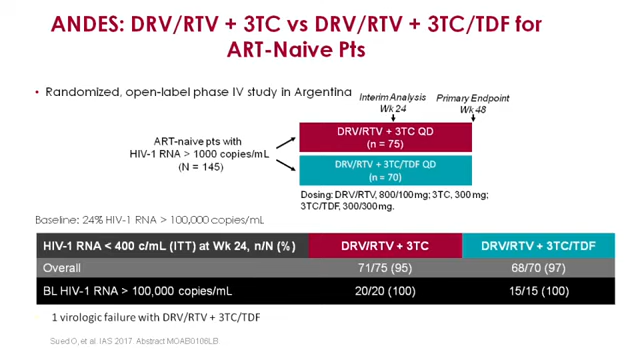 ANDES: DRV/RTV + 3TC vs DRV/RTV + 3TC/TDF for
ART-Naive Pts
• Randomized, open-label phase IV study in Argentina
Interim Analysis
Wk 24
Primary Endpoint
Wk 48
ART-naive pts with
HIV-1 RNA > 1000 copies/mL
(N = 145)
DRV/RTV + 3TC QD
(n = 75)
DRV/RTV + 3TC/TDF QD
(n = 70)
Dosing: DRV/RTV, 800/100mg; 3TC, 300mg;
3TC/TDF, 300/300mg.
Baseline: 24% HIV-1 RNA > 100,000 copies/mL
HIV-1 RNA < 400 c/mL (ITT) at Wk 24, n/N (%) DRV/RTV + 3TC DRV/RTV + 3TC/TDF
Overall 71/75 (95) 68/70 (97)
BL HIV-1 RNA > 100,000 copies/mL 20/20 (100) 15/15 (100)
1 virologic failure with DRV/RTV + 3TC/TDF
Sued O, et al. IAS 2017. Abstract MOAB0106LB.